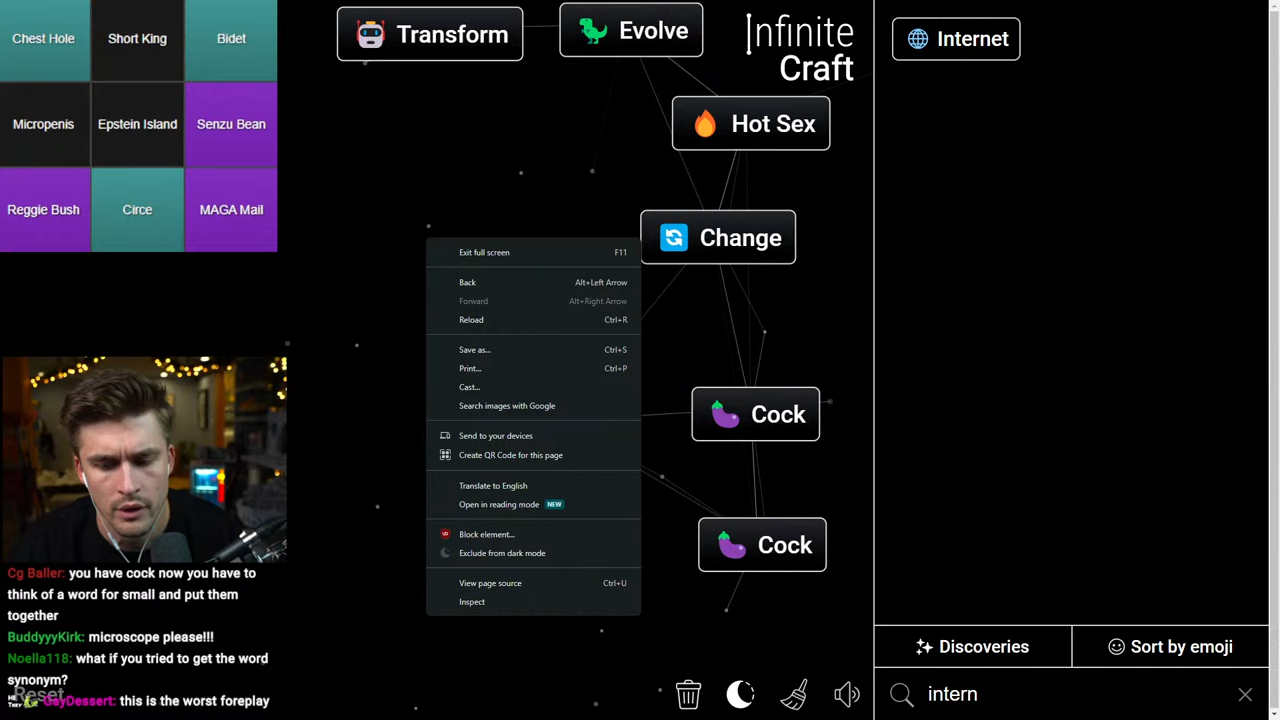 Chest Hole
Short King
Bidet
Micropenis
Epstein Island
Senzu Bean
Reggie Bush
Circe
MAGA Mail
Transform
Evolve
Infinite
Craft
Hot Sex
Change
Cock
Cock
Exit full screen F11
Back Alt+Left Arrow
Forward Alt+Right Arrow
Reload Ctrl+R
Save as... Ctrl+S
Print... Ctrl+P
Cast...
Search images with Google
Send to your devices
Create QR Code for this page
Translate to English
Open in reading mode NEW
Block element...
Exclude from dark mode
View page source Ctrl+U
Inspect
Internet
Discoveries
Sort by emoji
intern
Cg Baller: you have cock now you have to
think of a word for small and put them
together
BuddyyyKirk: microscope please!!!
Noella118: what if you tried to get the word
synonym?
GayDessert: this is the worst foreplay
Reset